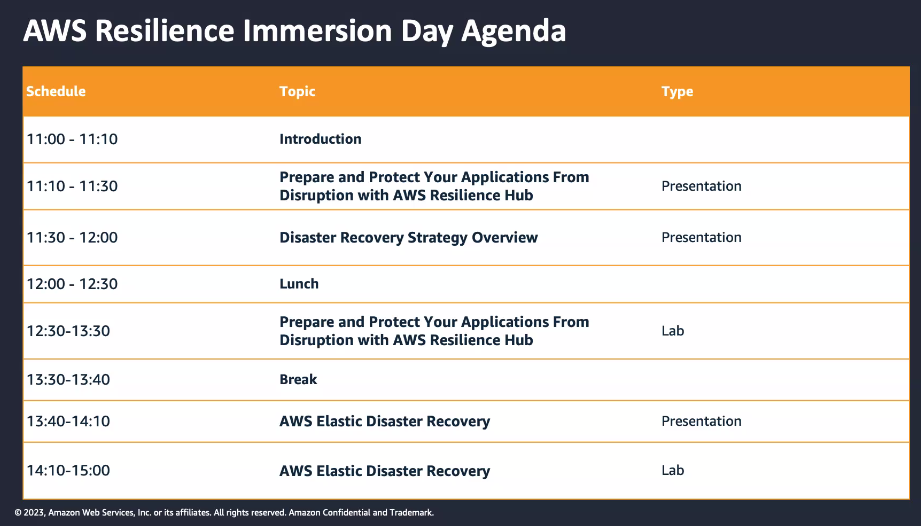 AWS Resilience Immersion Day Agenda
Schedule Topic Type
11:00 - 11:10 Introduction
11:10 - 11:30 Prepare and Protect Your Applications From
Disruption with AWS Resilience Hub Presentation
11:30 - 12:00 Disaster Recovery Strategy Overview Presentation
12:00 - 12:30 Lunch
12:30-13:30 Prepare and Protect Your Applications From
Disruption with AWS Resilience Hub Lab
13:30-13:40 Break
13:40-14:10 AWS Elastic Disaster Recovery Presentation
14:10-15:00 AWS Elastic Disaster Recovery Lab
© 2023, Amazon Web Services, Inc. or its affiliates. All rights reserved. Amazon Confidential and Trademark.